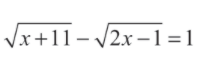 √(x+11) − √(2x−1) = 1